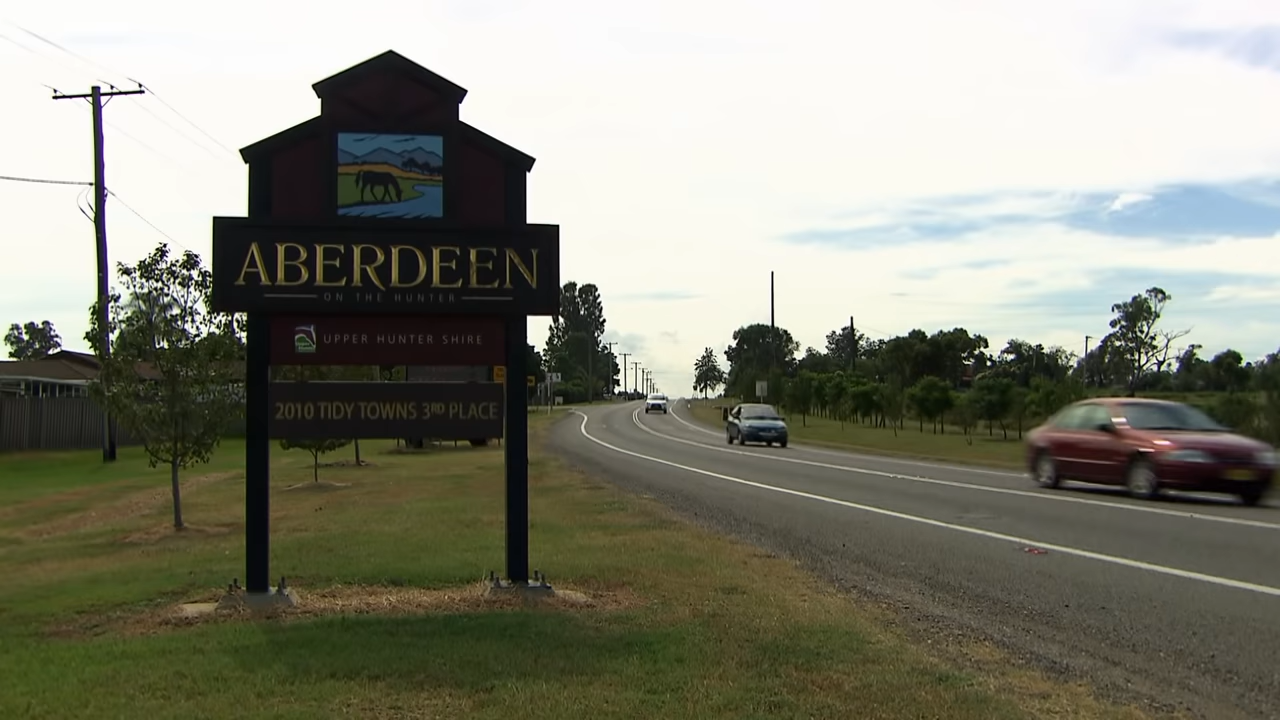 ABERDEEN
ON THE HUNTER
UPPER HUNTER SHIRE
2010 TIDY TOWNS 3RD PLACE